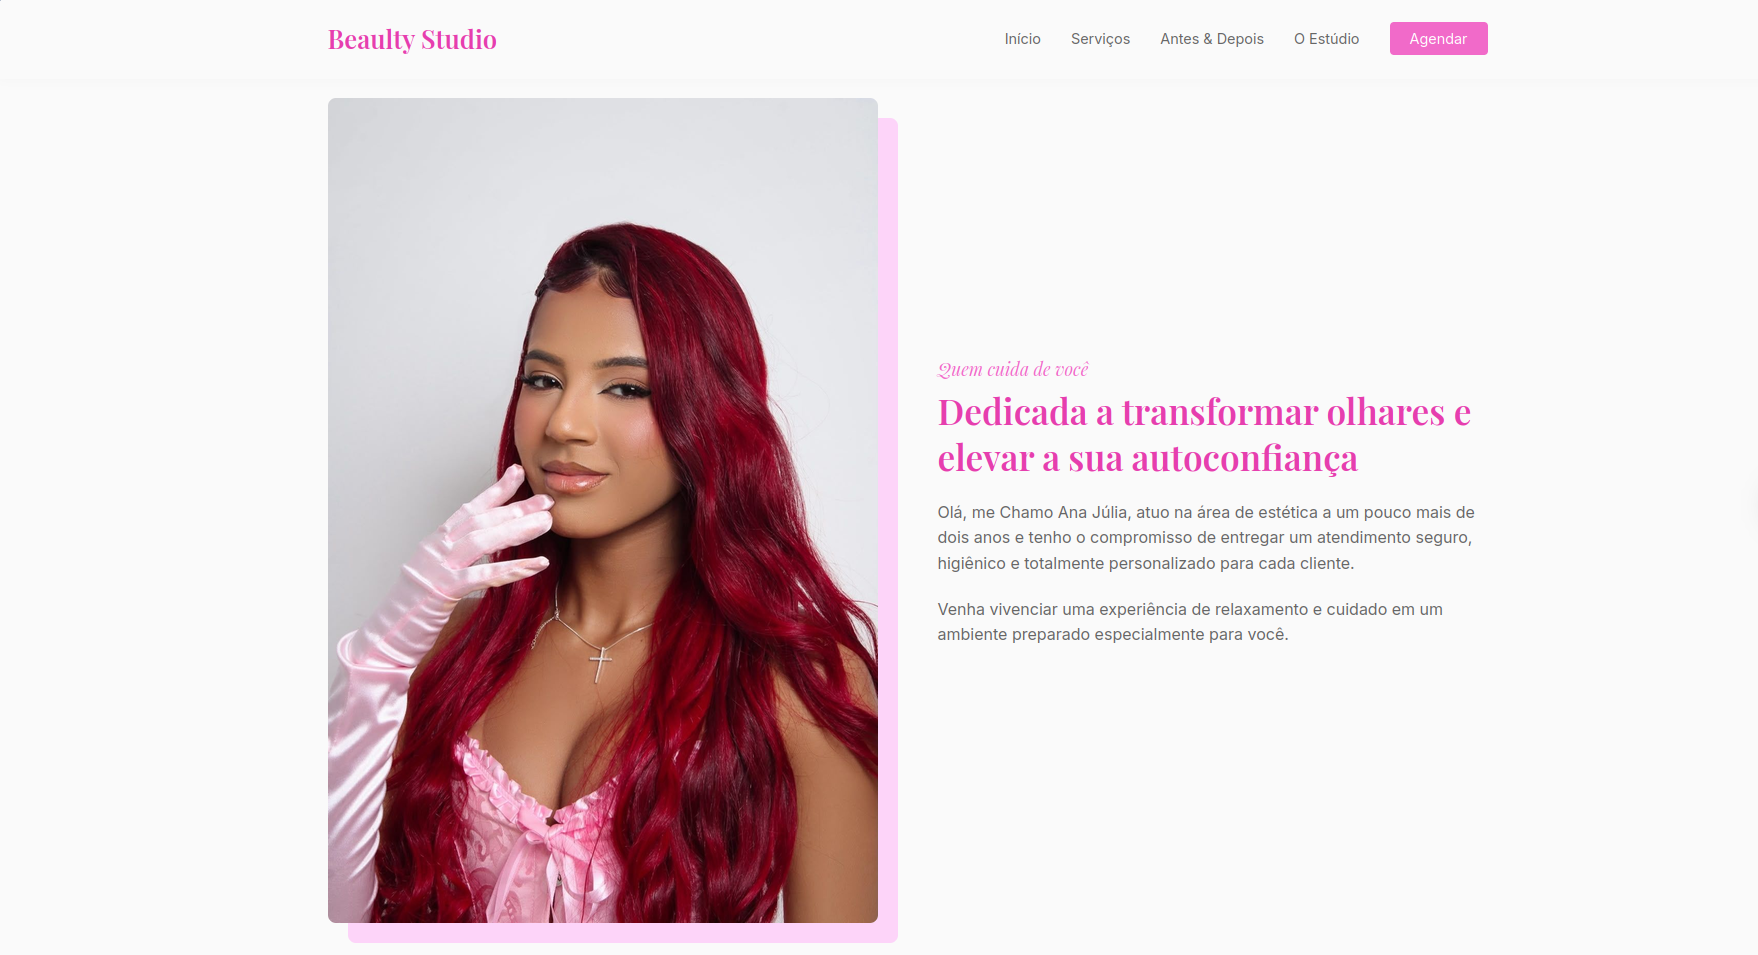 Beaulty Studio
Início
Serviços
Antes & Depois
O Estúdio
Agendar
Quem cuida de você
Dedicada a transformar olhares e
elevar a sua autoconfiança
Olá, me Chamo Ana Júlia, atuo na área de estética a um pouco mais de
dois anos e tenho o compromisso de entregar um atendimento seguro,
higiênico e totalmente personalizado para cada cliente.
Venha vivenciar uma experiência de relaxamento e cuidado em um
ambiente preparado especialmente para você.